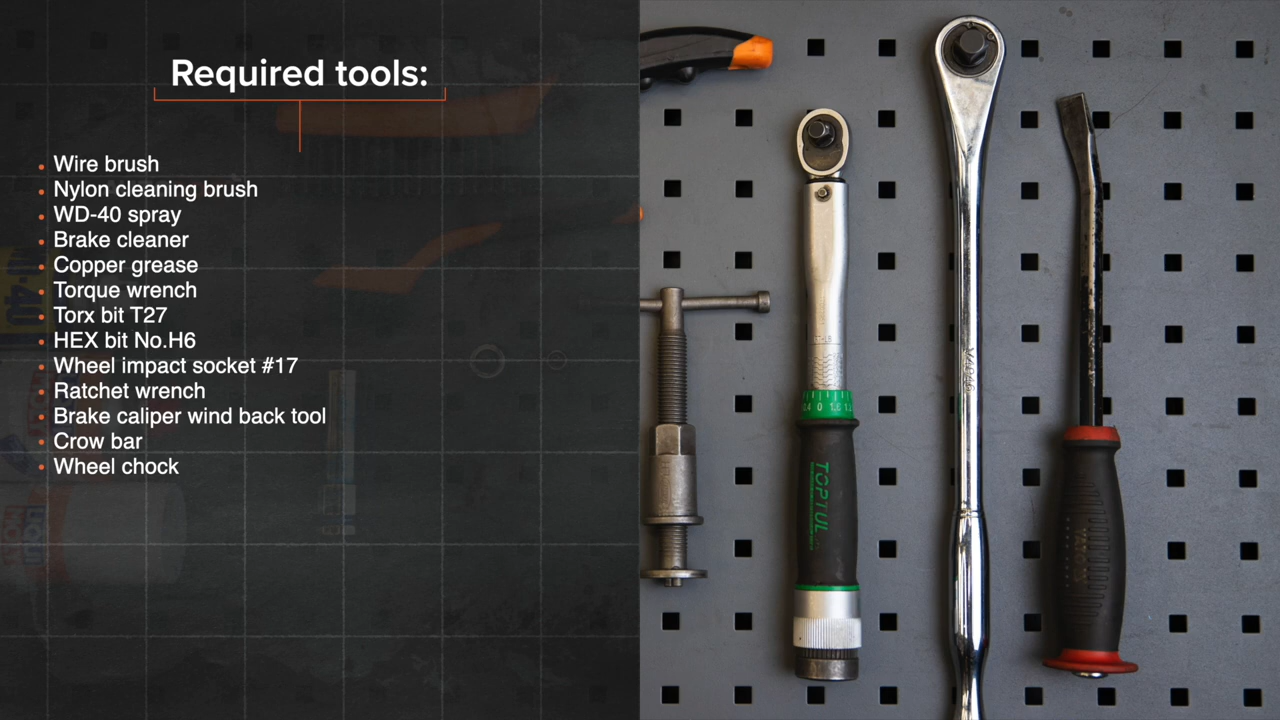 Required tools:
Wire brush
Nylon cleaning brush
WD-40 spray
Brake cleaner
Copper grease
Torque wrench
Torx bit T27
HEX bit No.H6
Wheel impact socket #17
Ratchet wrench
Brake caliper wind back tool
Crow bar
Wheel chock
TOPTUL